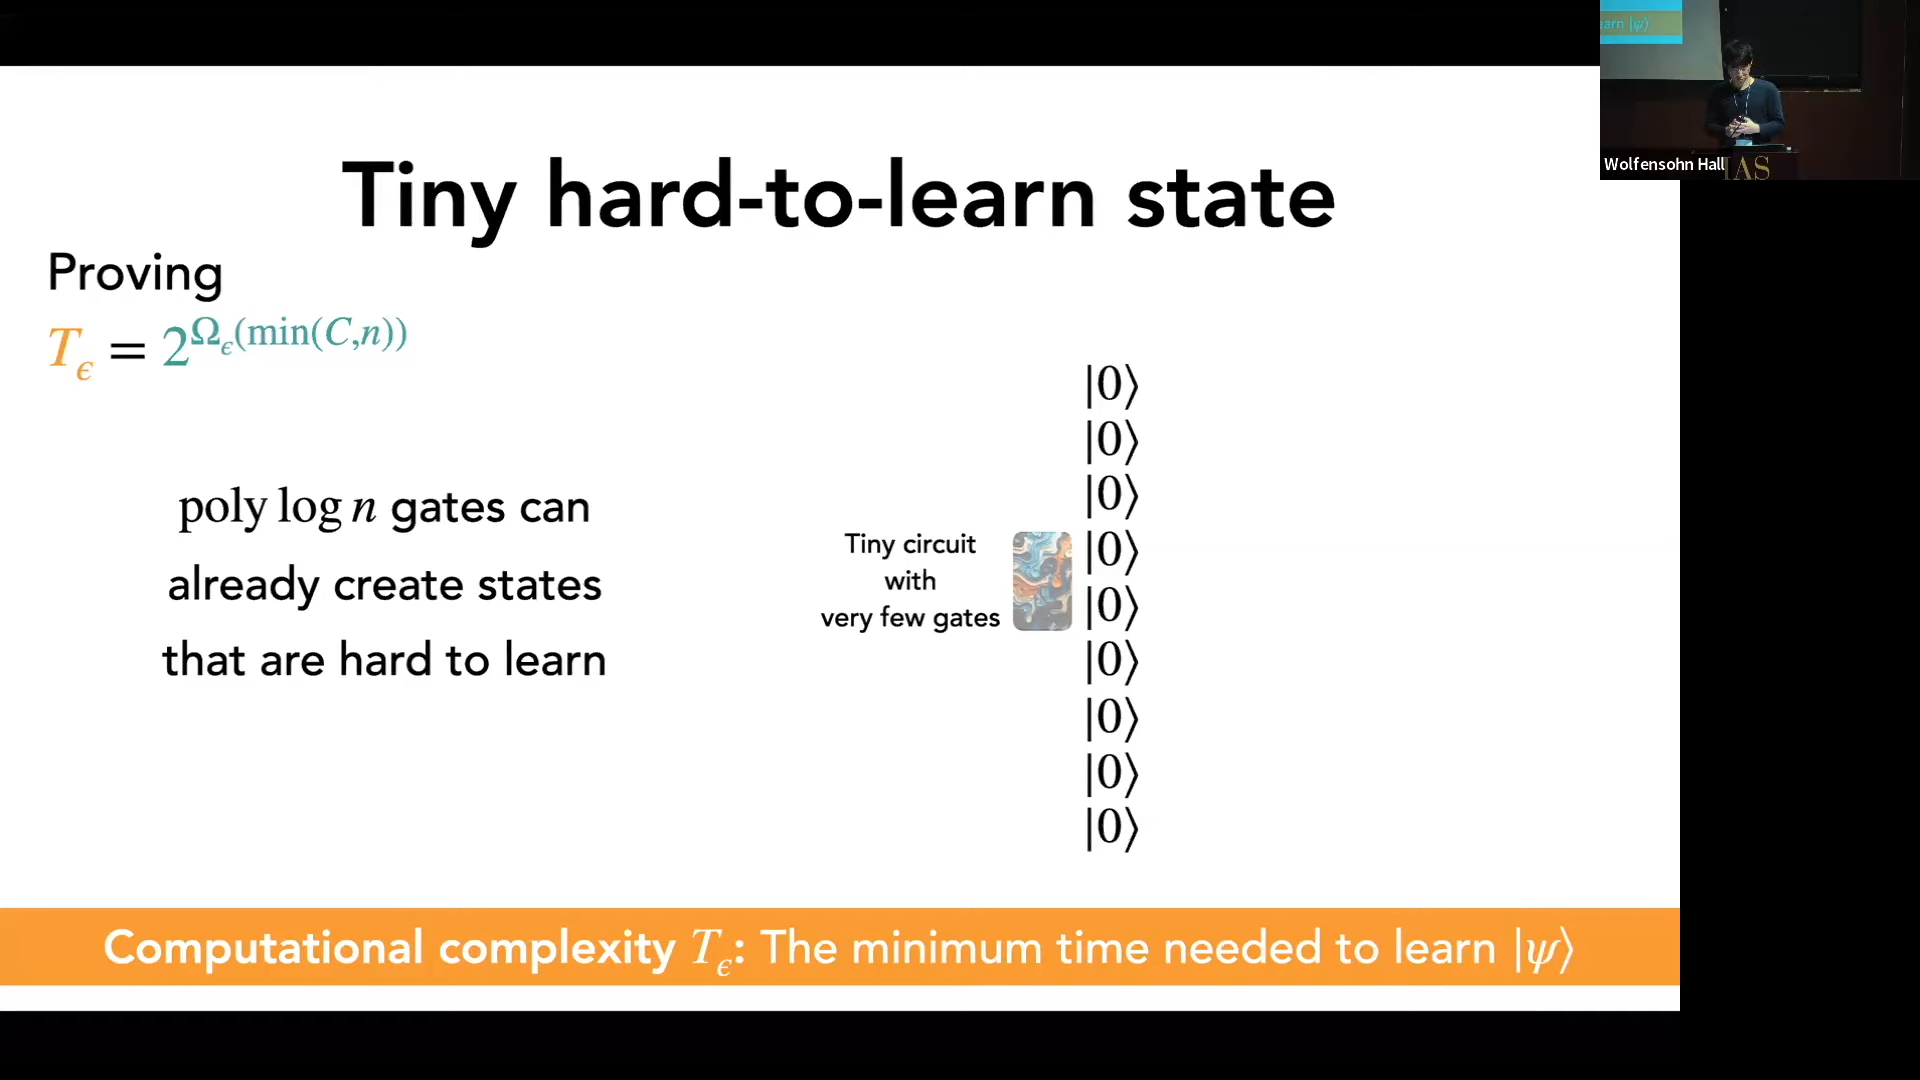 Tiny hard-to-learn state
Proving
T_ϵ = 2^{Ω_ϵ(min(C,n))}
poly log n gates can
already create states
that are hard to learn
Tiny circuit
with
very few gates
|0⟩
|0⟩
|0⟩
|0⟩
|0⟩
|0⟩
|0⟩
|0⟩
|0⟩
Computational complexity T_ϵ: The minimum time needed to learn |ψ⟩
earn |ψ⟩
Wolfensohn Hall
IAS